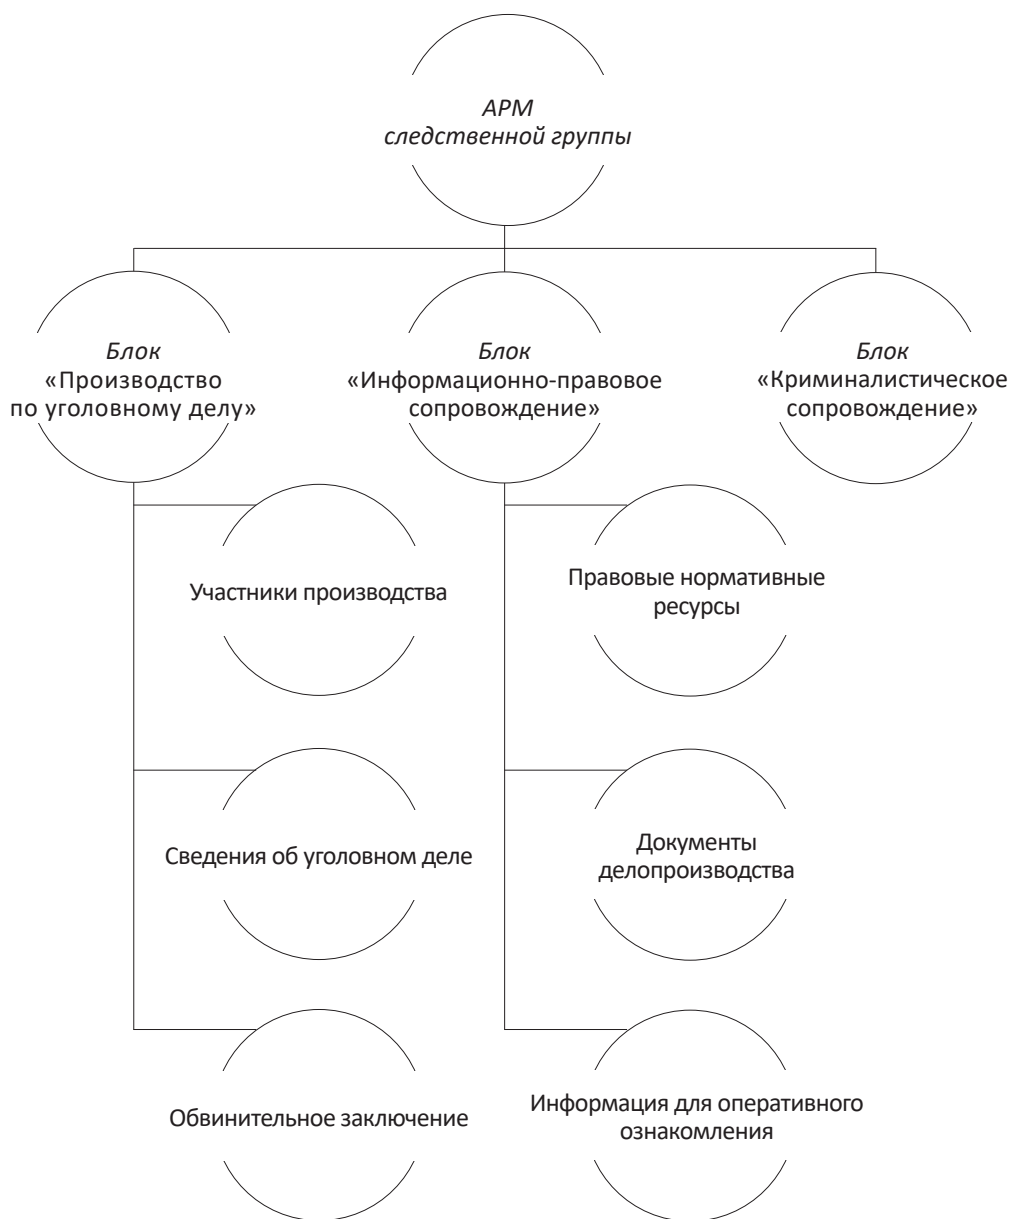 АРМ
следственной группы
Блок
«Производство
по уголовному делу»
Блок
«Информационно-правовое
сопровождение»
Блок
«Криминалистическое
сопровождение»
Участники производства
Правовые нормативные
ресурсы
Сведения об уголовном деле
Документы
делопроизводства
Обвинительное заключение
Информация для оперативного
ознакомления